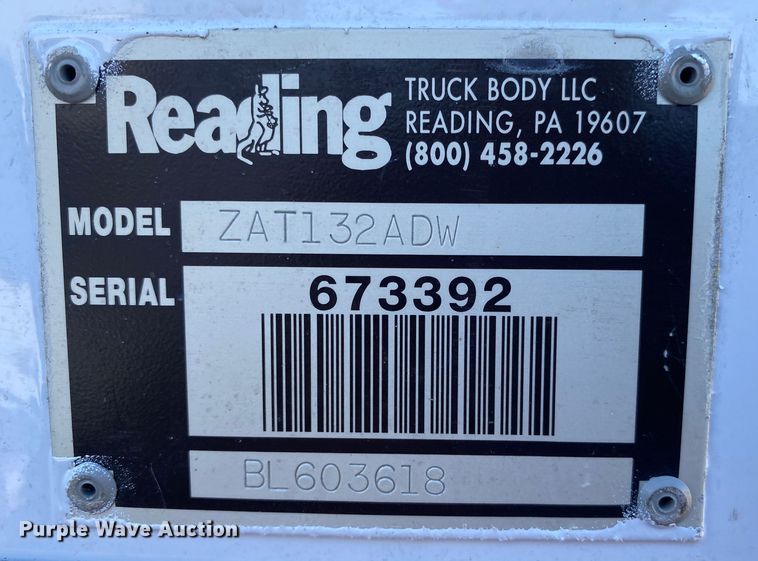 Reading
TRUCK BODY LLC
READING, PA 19607
(800) 458-2226
MODEL ZAT132ADW
SERIAL 673392
BL603618
Purple Wave Auction